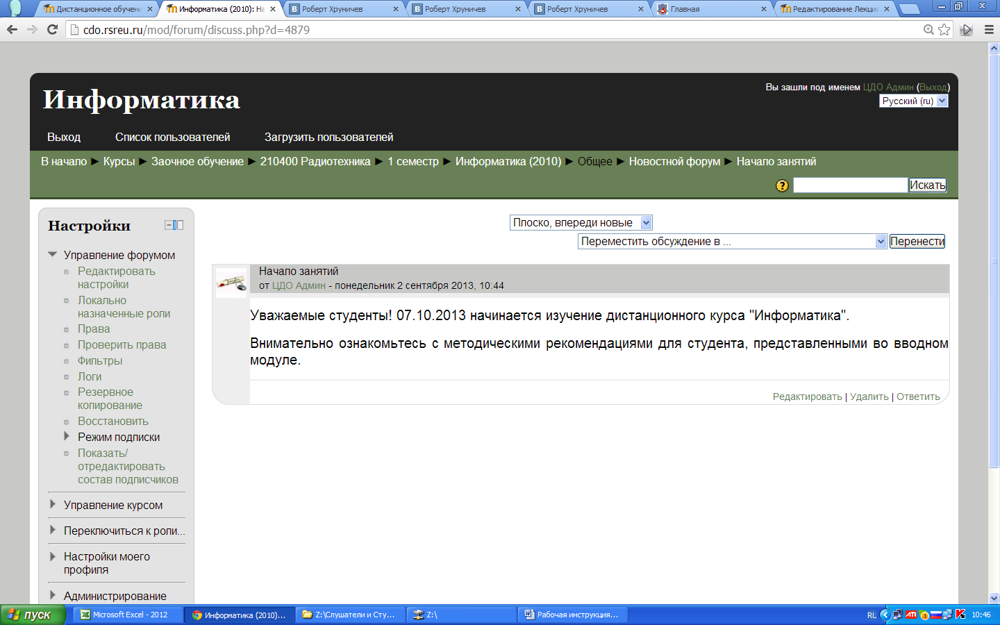 Дистанционное обучени
Информатика (2010): На
Роберт Хруничев
Роберт Хруничев
Роберт Хруничев
Главная
Редактирование Лекция
cdo.rsreu.ru/mod/forum/discuss.php?d=4879
Информатика
Вы зашли под именем ЦДО Админ (Выход)
Русский (ru)
Выход
Список пользователей
Загрузить пользователей
В начало ► Курсы ► Заочное обучение ► 210400 Радиотехника ► 1 семестр ► Информатика (2010) ► Общее ► Новостной форум ► Начало занятий
? Искать
Настройки
Управление форумом
Редактировать
настройки
Локально
назначенные роли
Права
Проверить права
Фильтры
Логи
Резервное
копирование
Восстановить
Режим подписки
Показать/
отредактировать
состав подписчиков
Управление курсом
Переключиться к роли...
Настройки моего
профиля
Администрирование
Плоско, впереди новые
Переместить обсуждение в ...
Перенести
Начало занятий
от ЦДО Админ - понедельник 2 сентября 2013, 10:44
Уважаемые студенты! 07.10.2013 начинается изучение дистанционного курса "Информатика".
Внимательно ознакомьтесь с методическими рекомендациями для студента, представленными во вводном
модуле.
Редактировать | Удалить | Ответить
пуск
Microsoft Excel - 2012
Информатика (2010)...
Z:\Слушатели и Сту...
Z:\
Рабочая инструкция...
RU
10:46